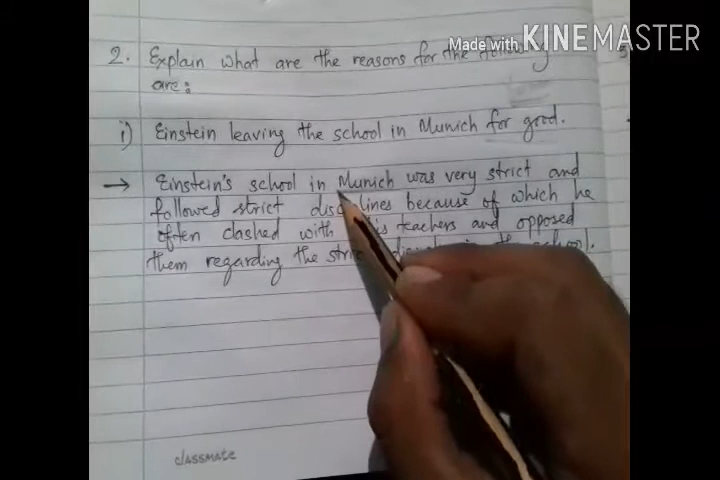 Made with KINEMASTER
2. Explain what are the reasons for the
are:
i) Einstein leaving the school in Munich for good.
→ Einstein's school in Munich was very strict and
followed strict disciplines because of which he
often clashed with teachers and opposed
them regarding the school.
classmate